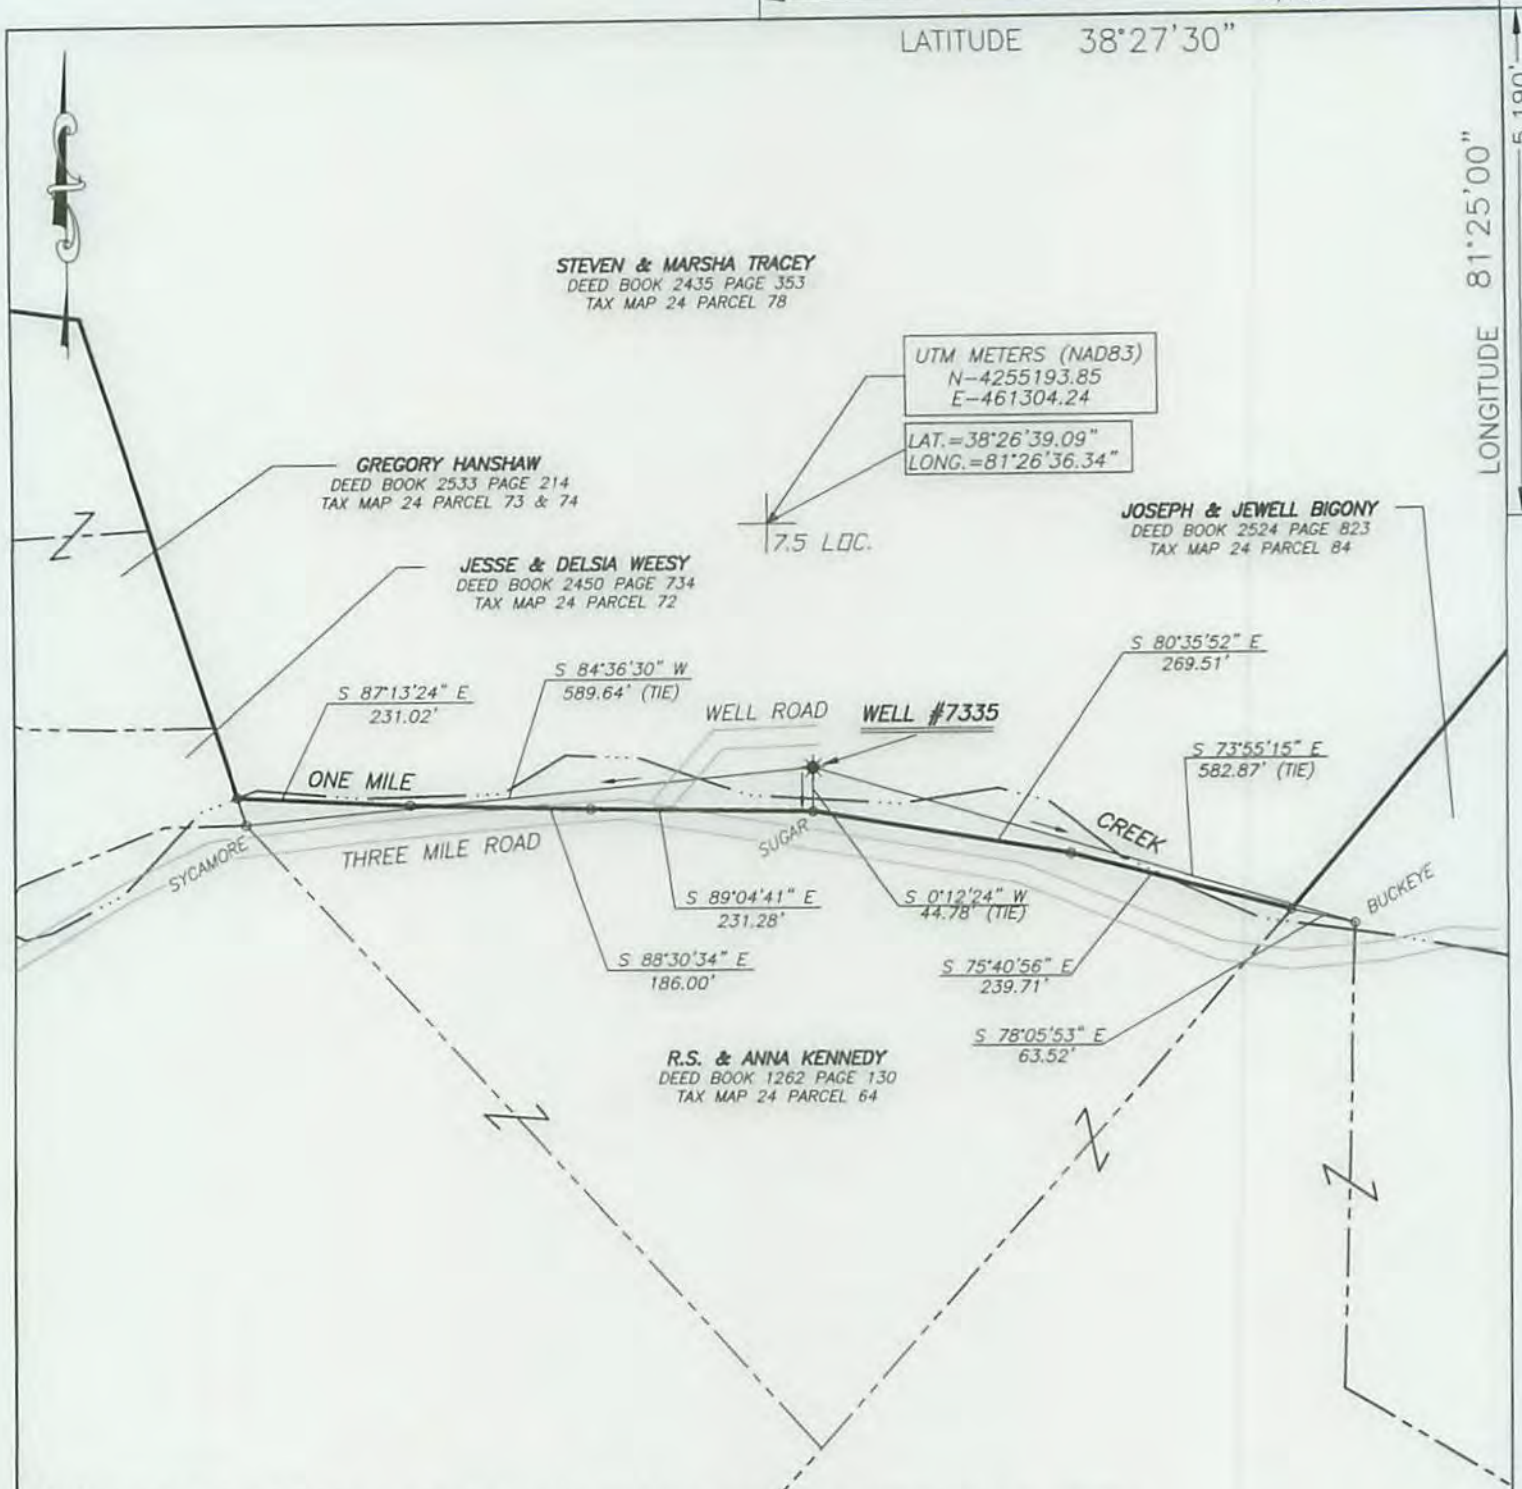 LATITUDE 38°27'30"
5,190'
LONGITUDE 81°25'00"
STEVEN & MARSHA TRACEY
DEED BOOK 2435 PAGE 353
TAX MAP 24 PARCEL 78
UTM METERS (NAD83)
N-4255193.85
E-461304.24
LAT.=38°26'39.09"
LONG.=81°26'36.34"
7.5 LOC.
GREGORY HANSHAW
DEED BOOK 2533 PAGE 214
TAX MAP 24 PARCEL 73 & 74
JOSEPH & JEWELL BIGONY
DEED BOOK 2524 PAGE 823
TAX MAP 24 PARCEL 84
JESSE & DELSIA WEESY
DEED BOOK 2450 PAGE 734
TAX MAP 24 PARCEL 72
S 80°35'52" E
269.51'
S 84°36'30" W
589.64' (TIE)
S 87°13'24" E
231.02'
WELL ROAD
WELL #7335
S 73°55'15" E
582.87' (TIE)
ONE MILE
CREEK
SYCAMORE
THREE MILE ROAD
SUGAR
BUCKEYE
S 89°04'41" E
231.28'
S 0°12'24" W
44.78' (TIE)
S 88°30'34" E
186.00'
S 75°40'56" E
239.71'
S 78°05'53" E
63.52'
R.S. & ANNA KENNEDY
DEED BOOK 1262 PAGE 130
TAX MAP 24 PARCEL 64